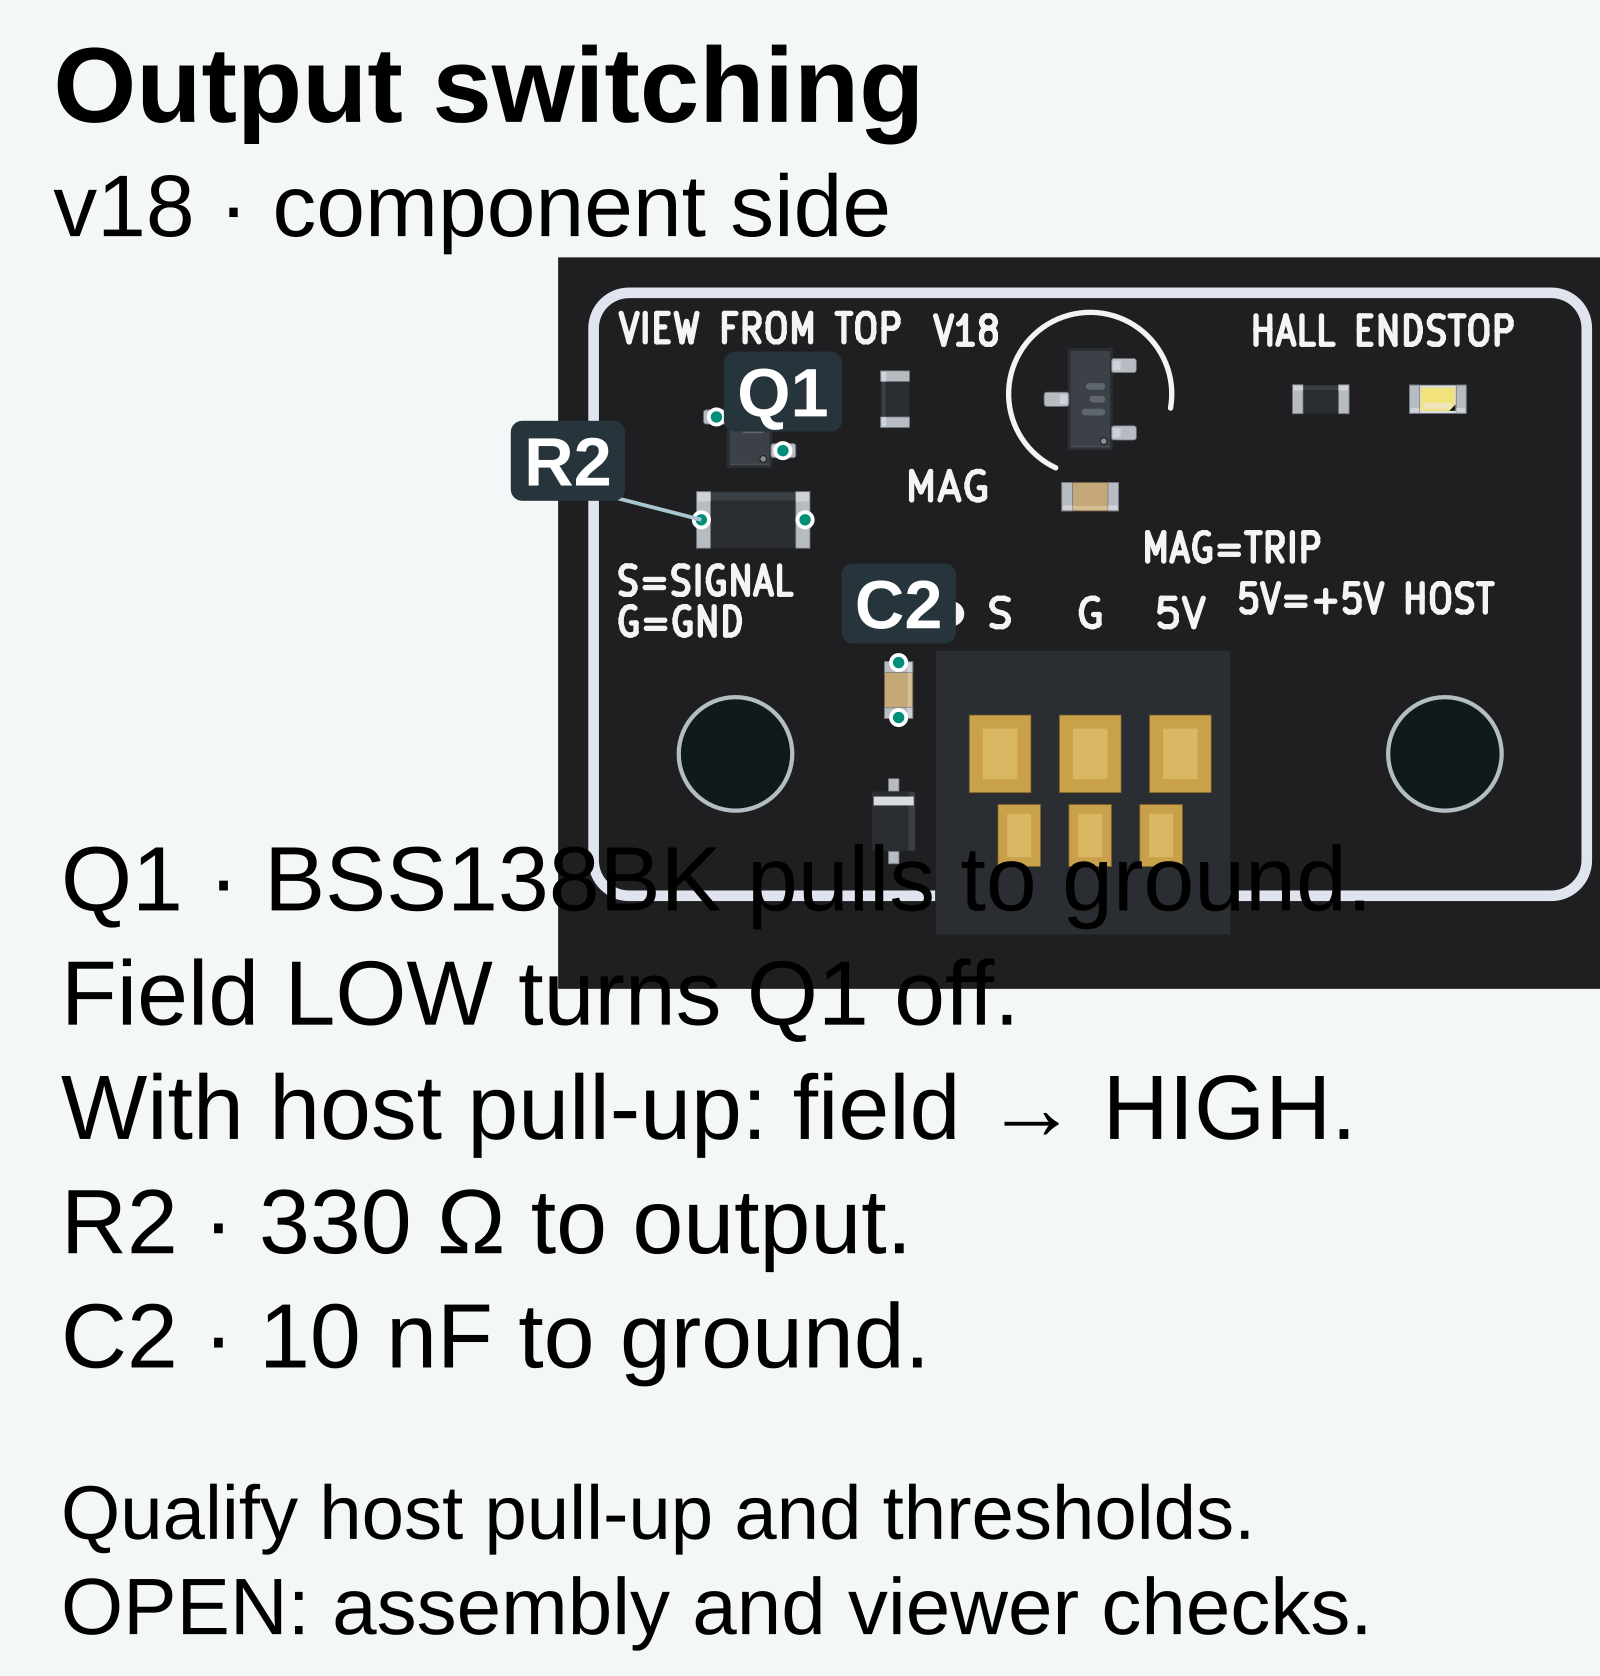 Output switching
v18 · component side
VIEW FROM TOP V18 HALL ENDSTOP
Q1
R2
MAG
MAG=TRIP
S=SIGNAL
G=GND
C2
S G 5V
5V=+5V HOST
Q1 · BSS138BK pulls to ground.
Field LOW turns Q1 off.
With host pull-up: field → HIGH.
R2 · 330 Ω to output.
C2 · 10 nF to ground.
Qualify host pull-up and thresholds.
OPEN: assembly and viewer checks.